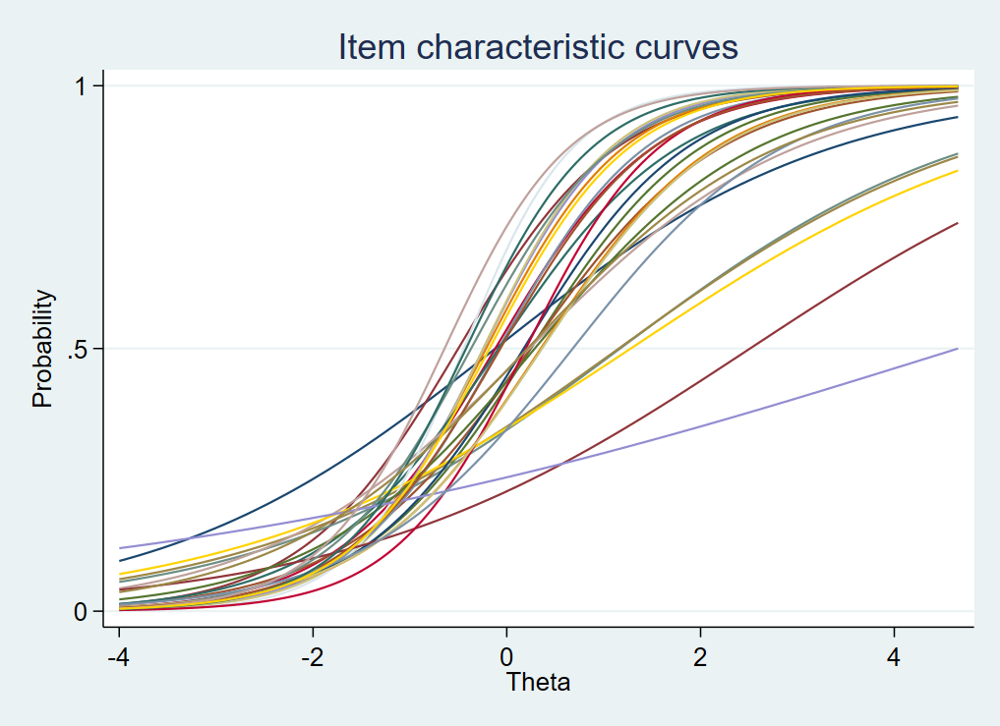 Item characteristic curves
1
.5
0
Probability
-4 -2 0 2 4
Theta